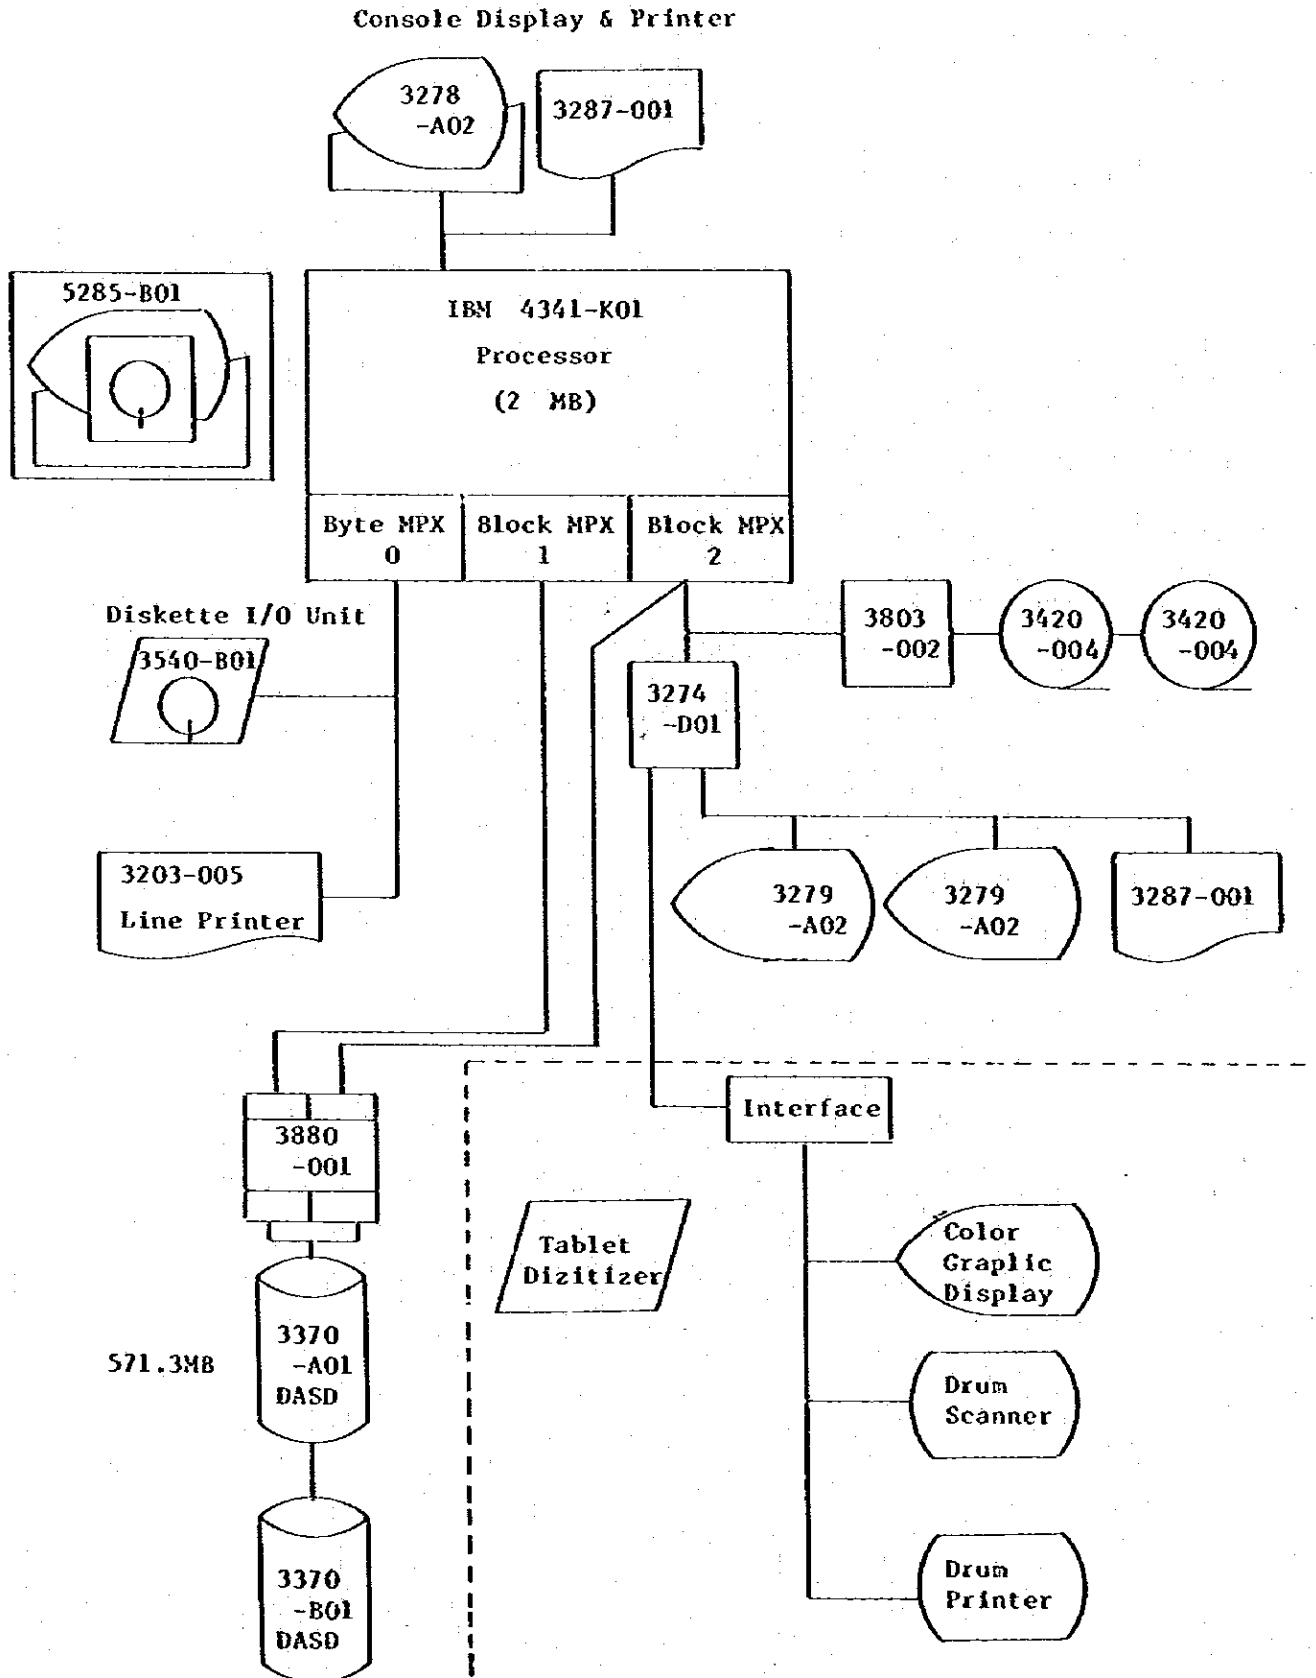 Console Display & Printer
3278
-A02
3287-001
5285-B01
IBM 4341-K01
Processor
(2 MB)
Byte MPX
0
Block MPX
1
Block MPX
2
Diskette I/O Unit
3540-B01
3803
-002
3420
-004
3420
-004
3274
-D01
3203-005
Line Printer
3279
-A02
3279
-A02
3287-001
Interface
3880
-001
Tablet
Dizitizer
Color
Graplic
Display
571.3MB
3370
-A01
DASD
Drum
Scanner
3370
-B01
DASD
Drum
Printer